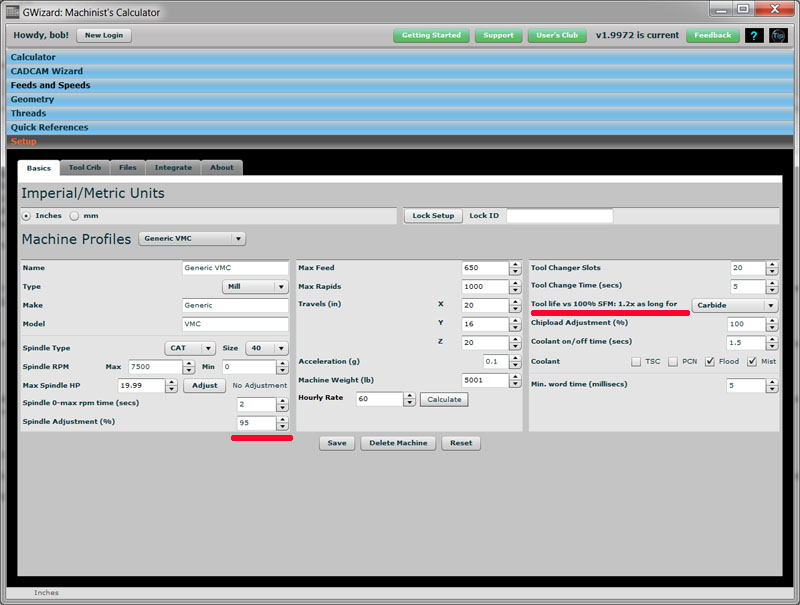 GWizard: Machinist's Calculator
Howdy, bob! New Login Getting Started Support User's Club v1.9972 is current Feedback ? Tip
Calculator
CADCAM Wizard
Feeds and Speeds
Geometry
Threads
Quick References
Setup
Basics Tool Crib Files Integrate About
Imperial/Metric Units
Inches mm Lock Setup Lock ID
Machine Profiles Generic VMC
Name Generic VMC
Type Mill
Make Generic
Model VMC
Spindle Type CAT Size 40
Spindle RPM Max 7500 Min 0
Max Spindle HP 19.99 Adjust No Adjustment
Spindle 0-max rpm time (secs) 2
Spindle Adjustment (%) 95
Max Feed 650
Max Rapids 1000
Travels (in) X 20
Y 16
Z 20
Acceleration (g) 0.1
Machine Weight (lb) 5001
Hourly Rate 60 Calculate
Tool Changer Slots 20
Tool Change Time (secs) 5
Tool life vs 100% SFM: 1.2x as long for Carbide
Chipload Adjustment (%) 100
Coolant on/off time (secs) 1.5
Coolant TSC PCN Flood Mist
Min. word time (millisecs) 5
Save Delete Machine Reset
Inches